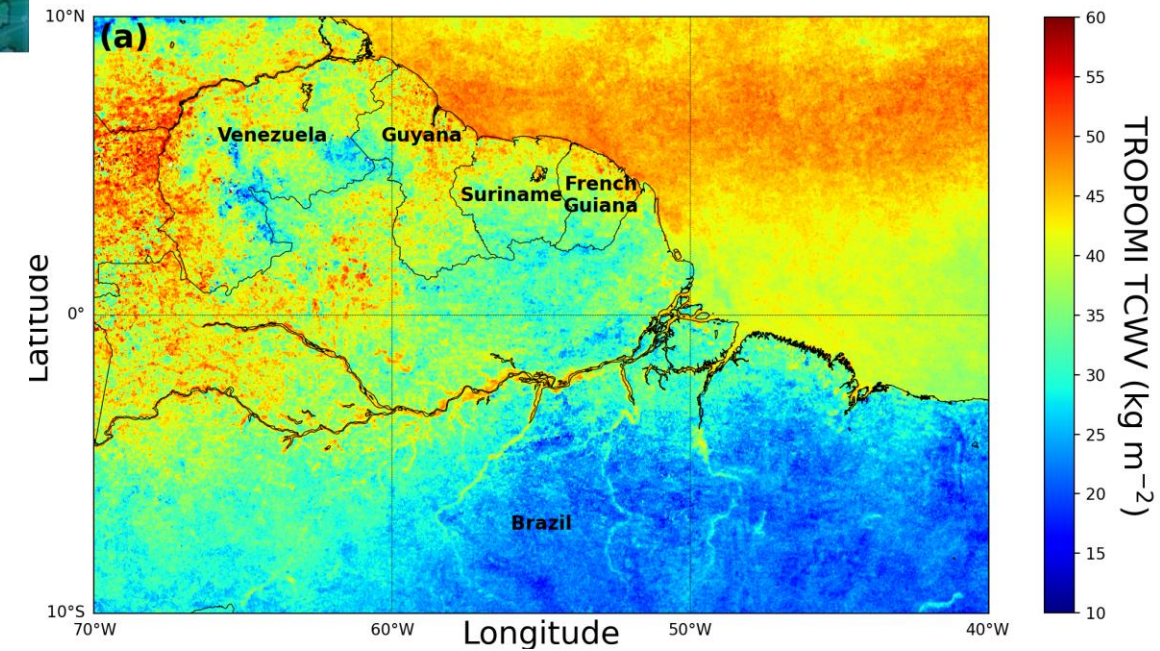 10°N
(a)
Venezuela
Guyana
Suriname
French
Guiana
Latitude
0°
Brazil
10°S
70°W
60°W
50°W
40°W
Longitude
60
55
50
45
40
35
30
25
20
15
10
TROPOMI TCWV (kg m⁻²)